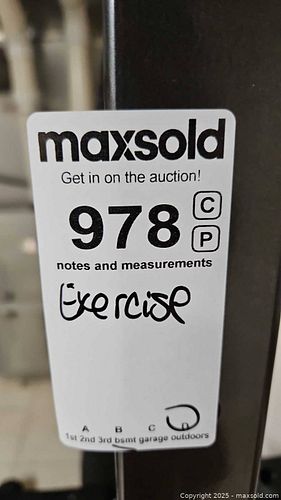 maxsold
Get in on the auction!
978 C
P
notes and measurements
Exercise
A B C D
1st 2nd 3rd bsmt garage outdoors
Copyright 2025 - maxsold.com